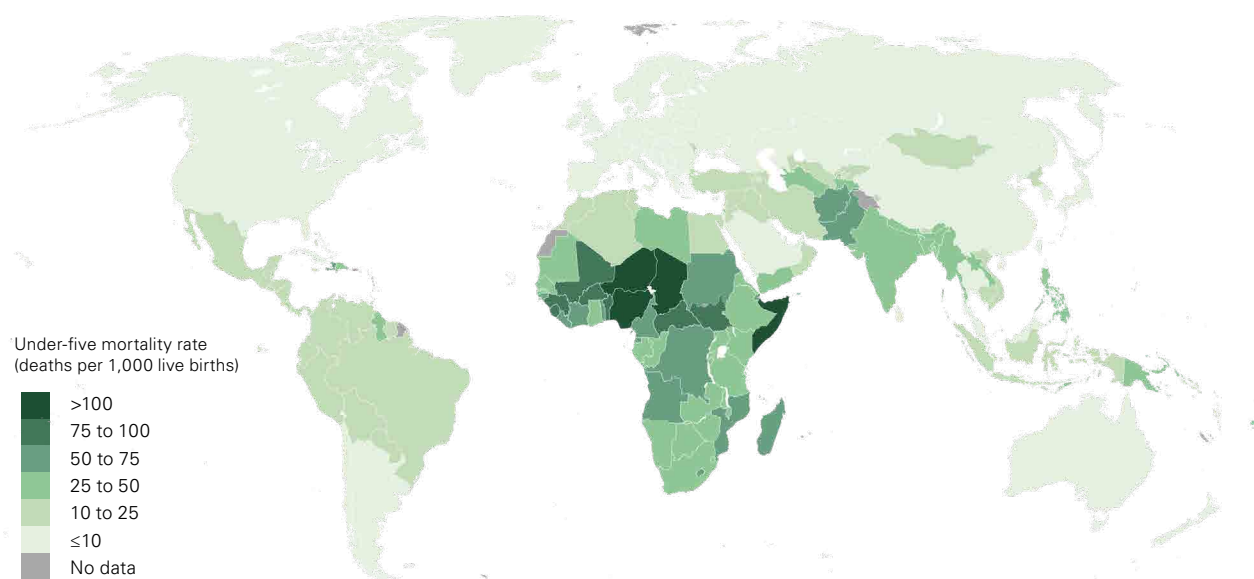 Under-five mortality rate
(deaths per 1,000 live births)
>100
75 to 100
50 to 75
25 to 50
10 to 25
≤10
No data